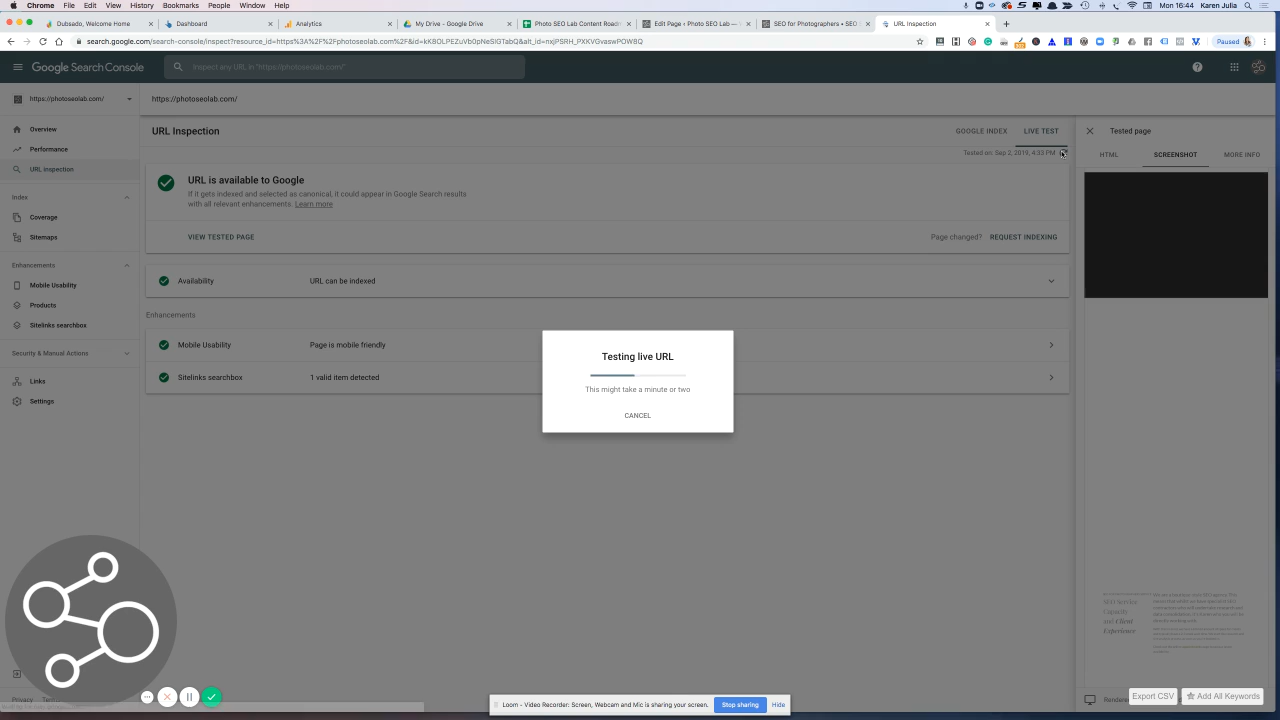 Chrome File Edit View History Bookmarks People Window Help
Mon 16:44 Karen Julia
Dubsado, Welcome Home
Dashboard
Analytics
My Drive - Google Drive
Photo SEO Lab Content Roadm
Edit Page ‹ Photo SEO Lab —
SEO for Photographers • SEO
URL Inspection
search.google.com/search-console/inspect?resource_id=https%3A%2F%2Fphotoseolab.com%2F&id=kK8OLPEZuVb0pNeSIGTabQ&alt_id=nxjPSRH_PXKVGvaswPOW8Q
Paused
Google Search Console
Inspect any URL in "https://photoseolab.com/"
https://photoseolab.com/
https://photoseolab.com/
Overview
Performance
URL inspection
Index
Coverage
Sitemaps
Enhancements
Mobile Usability
Products
Sitelinks searchbox
Security & Manual Actions
Links
Settings
Privacy
URL Inspection
GOOGLE INDEX
LIVE TEST
Tested on: Sep 2, 2019, 4:33 PM
URL is available to Google
If it gets indexed and selected as canonical, it could appear in Google Search results
with all relevant enhancements. Learn more
VIEW TESTED PAGE
Page changed? REQUEST INDEXING
Availability
URL can be indexed
Enhancements
Mobile Usability
Page is mobile friendly
Sitelinks searchbox
1 valid item detected
Testing live URL
This might take a minute or two
CANCEL
Tested page
HTML
SCREENSHOT
MORE INFO
SEO Service
Capacity
and Client
Experience
Export CSV
Add All Keywords
Loom - Video Recorder: Screen, Webcam and Mic is sharing your screen.
Stop sharing
Hide